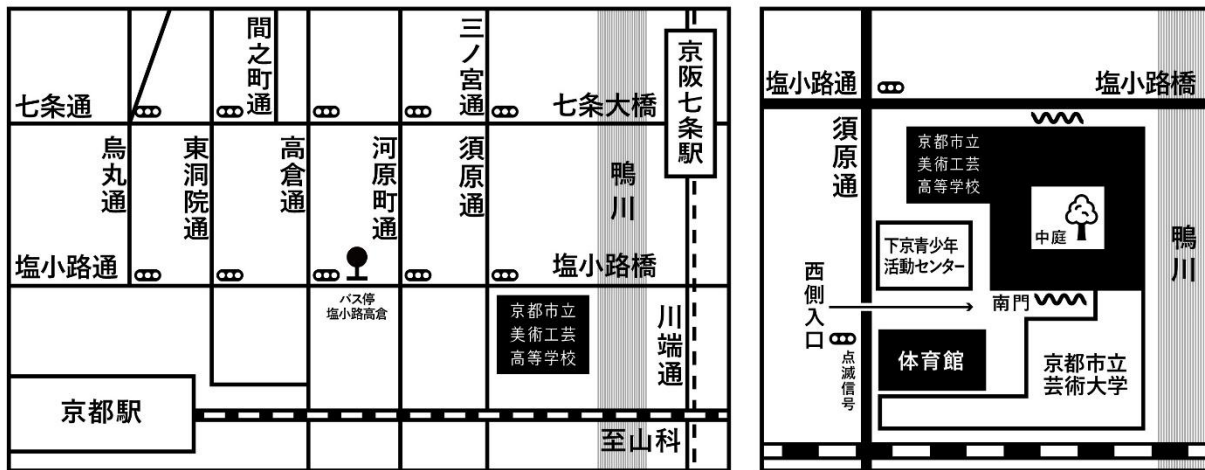 間之町通
三ノ宮通
京阪七条駅
七条通
七条大橋
烏丸通
東洞院通
高倉通
河原町通
須原通
鴨川
塩小路通
塩小路橋
バス停
塩小路高倉
京都市立
美術工芸
高等学校
川端通
京都駅
至山科
塩小路通
塩小路橋
須原通
京都市立
美術工芸
高等学校
中庭
鴨川
下京青少年
活動センター
西側入口
南門
点滅信号
体育館
京都市立
芸術大学